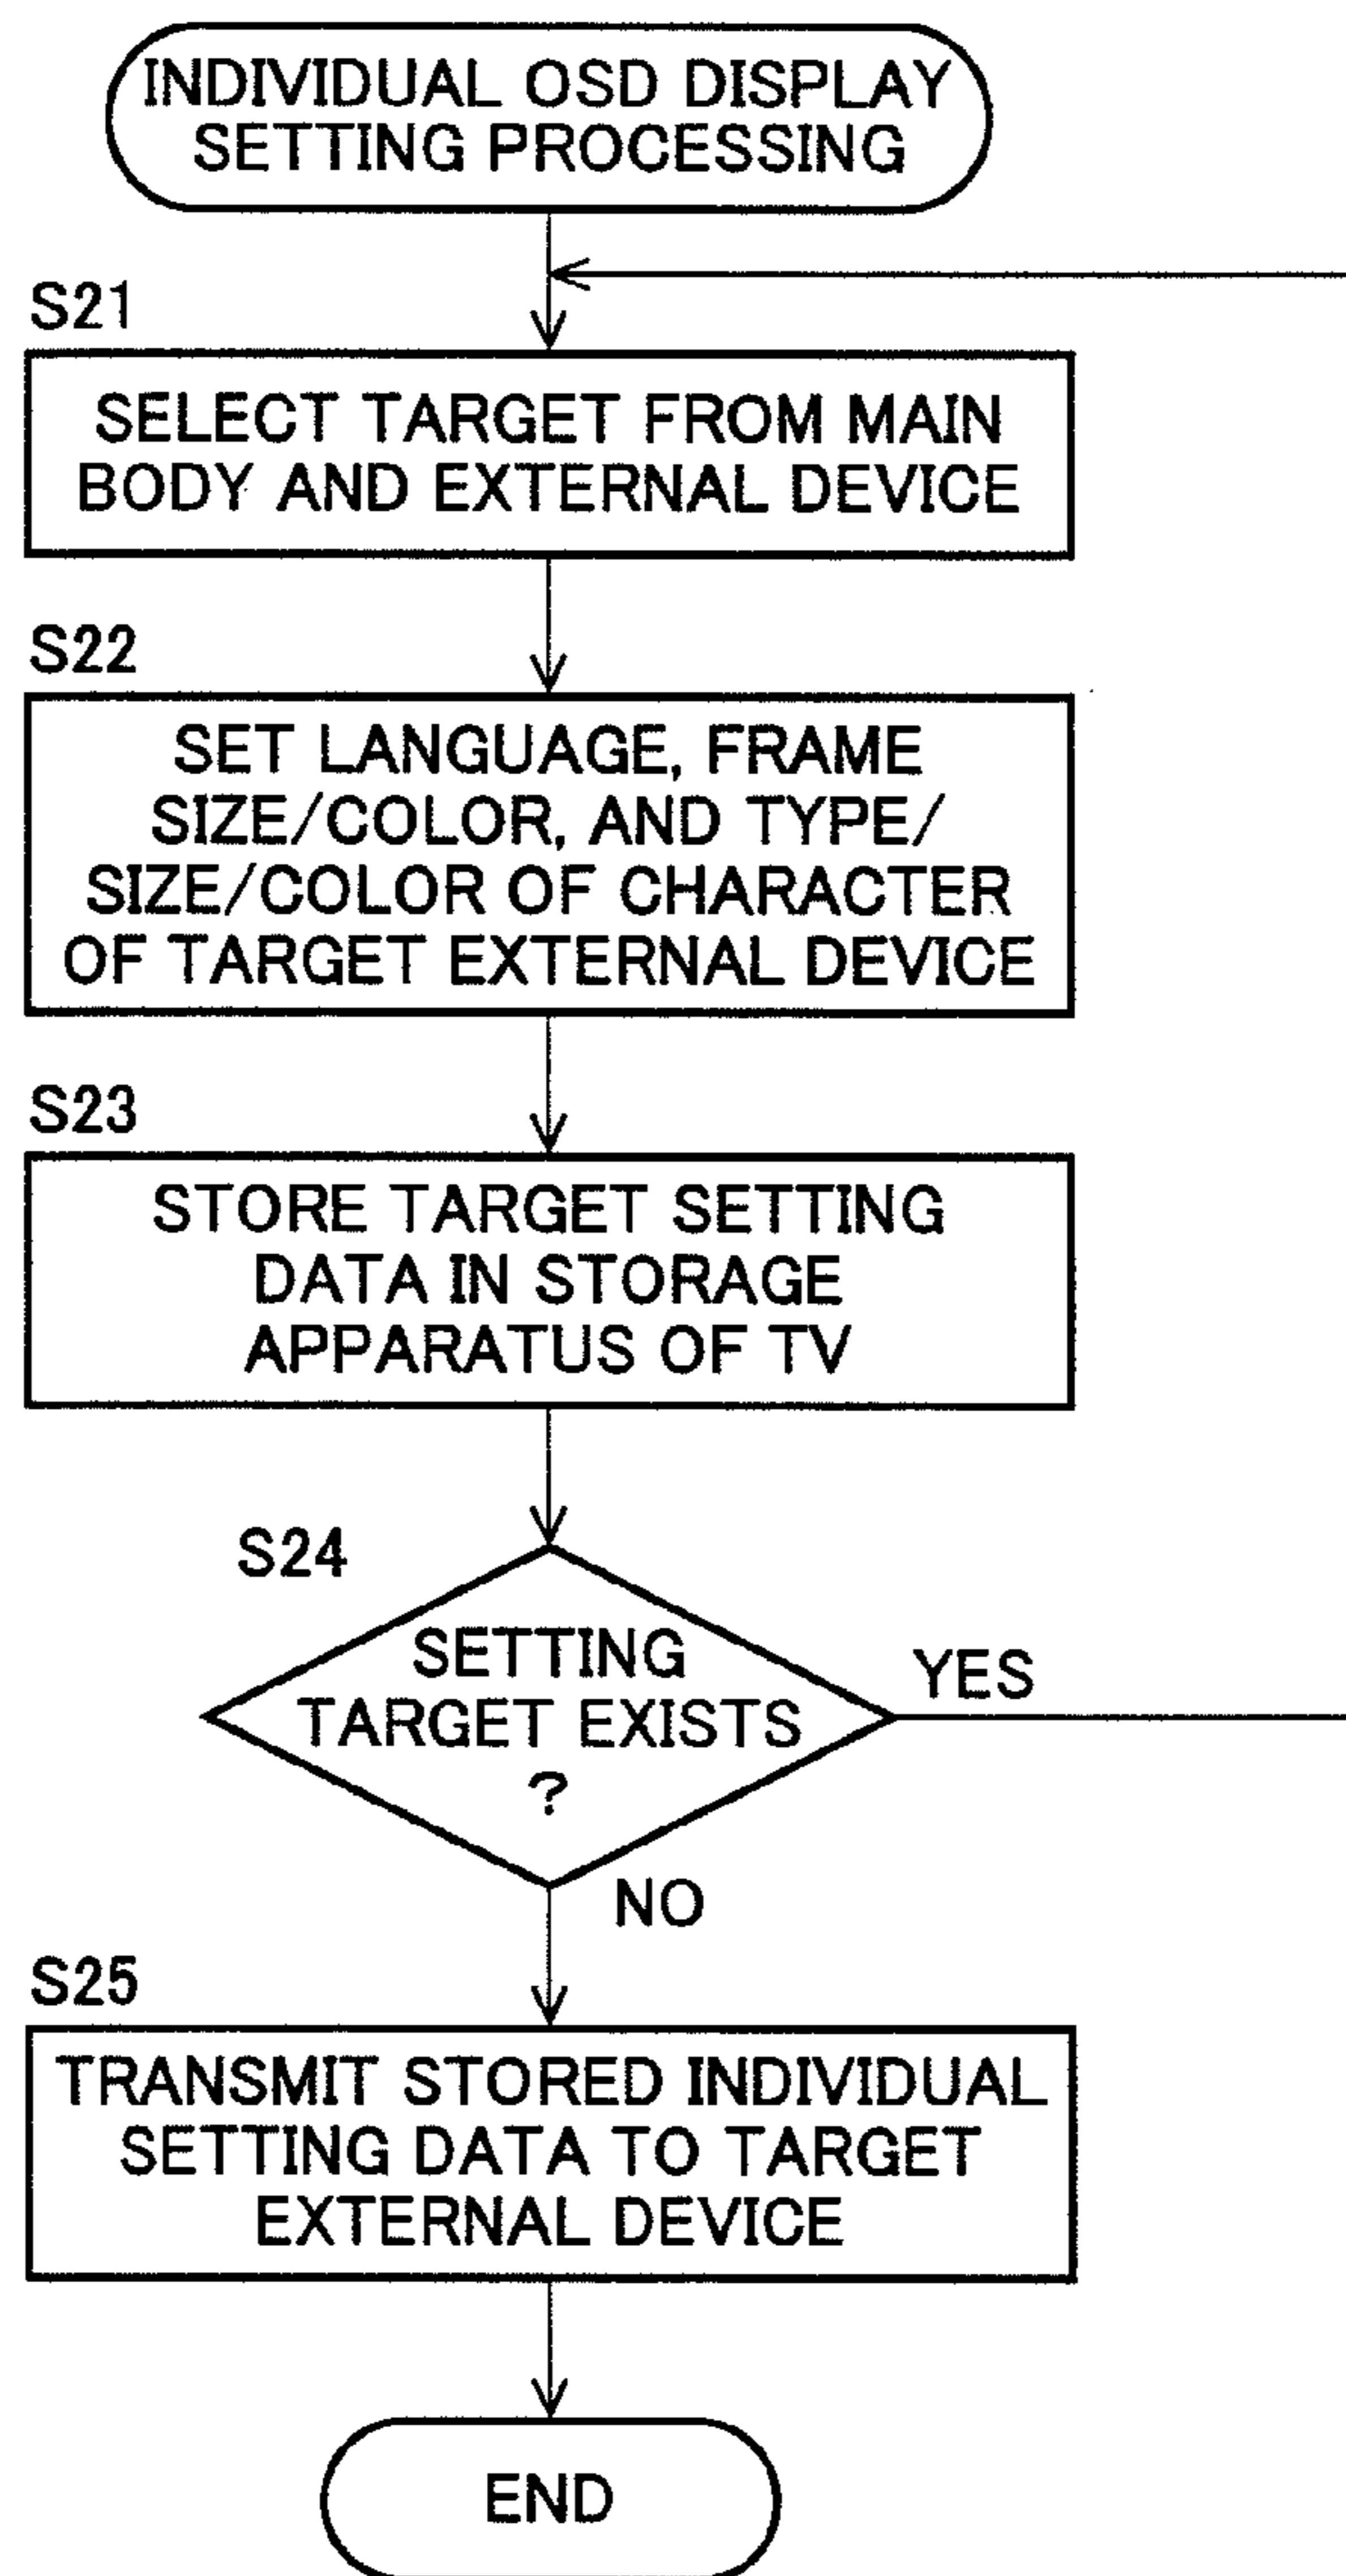 INDIVIDUAL OSD DISPLAY
SETTING PROCESSING
S21
SELECT TARGET FROM MAIN
BODY AND EXTERNAL DEVICE
S22
SET LANGUAGE, FRAME
SIZE/COLOR, AND TYPE/
SIZE/COLOR OF CHARACTER
OF TARGET EXTERNAL DEVICE
S23
STORE TARGET SETTING
DATA IN STORAGE
APPARATUS OF TV
S24
SETTING
TARGET EXISTS
?
YES
NO
S25
TRANSMIT STORED INDIVIDUAL
SETTING DATA TO TARGET
EXTERNAL DEVICE
END